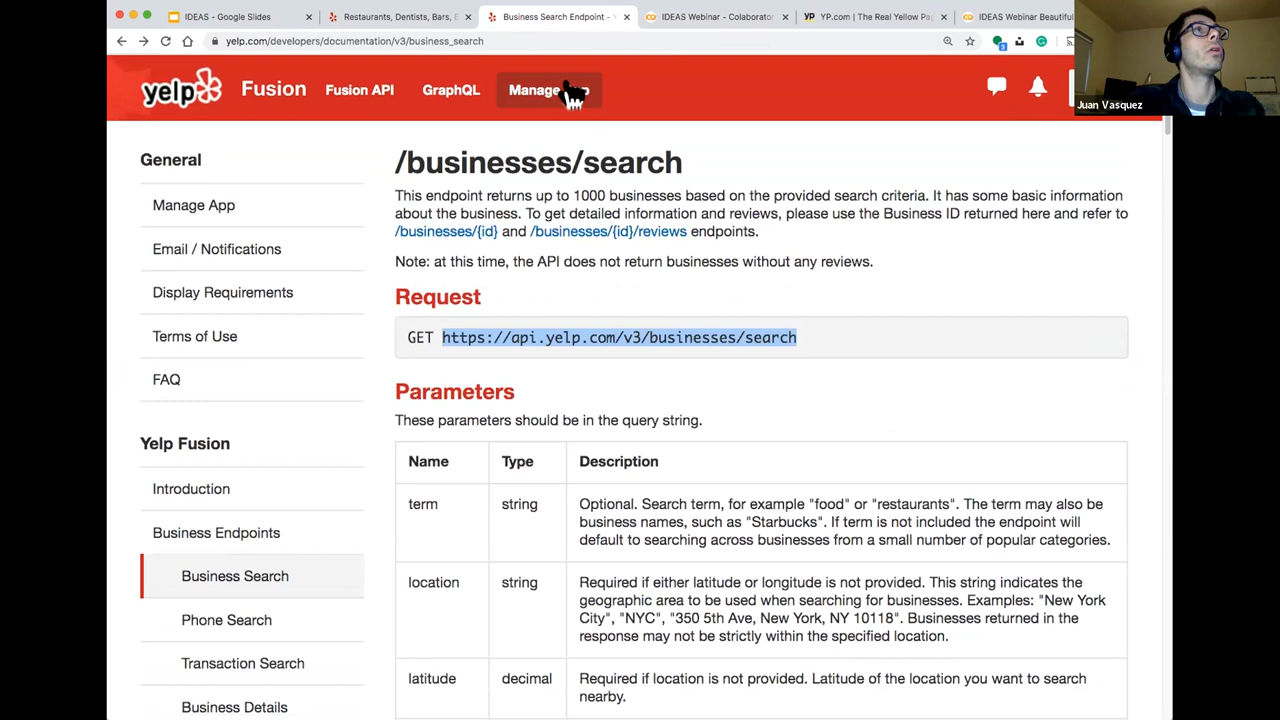 IDEAS - Google Slides
Restaurants, Dentists, Bars, E
Business Search Endpoint - Y
IDEAS Webinar - Colaborator
YP.com | The Real Yellow Pag
IDEAS Webinar Beautiful
yelp.com/developers/documentation/v3/business_search
Juan Vasquez
yelp
Fusion
Fusion API
GraphQL
Manage
General
Manage App
Email / Notifications
Display Requirements
Terms of Use
FAQ
Yelp Fusion
Introduction
Business Endpoints
Business Search
Phone Search
Transaction Search
Business Details
/businesses/search
This endpoint returns up to 1000 businesses based on the provided search criteria. It has some basic information
about the business. To get detailed information and reviews, please use the Business ID returned here and refer to
/businesses/{id} and /businesses/{id}/reviews endpoints.
Note: at this time, the API does not return businesses without any reviews.
Request
GET https://api.yelp.com/v3/businesses/search
Parameters
These parameters should be in the query string.
Name Type Description
term string Optional. Search term, for example "food" or "restaurants". The term may also be
business names, such as "Starbucks". If term is not included the endpoint will
default to searching across businesses from a small number of popular categories.
location string Required if either latitude or longitude is not provided. This string indicates the
geographic area to be used when searching for businesses. Examples: "New York
City", "NYC", "350 5th Ave, New York, NY 10118". Businesses returned in the
response may not be strictly within the specified location.
latitude decimal Required if location is not provided. Latitude of the location you want to search
nearby.